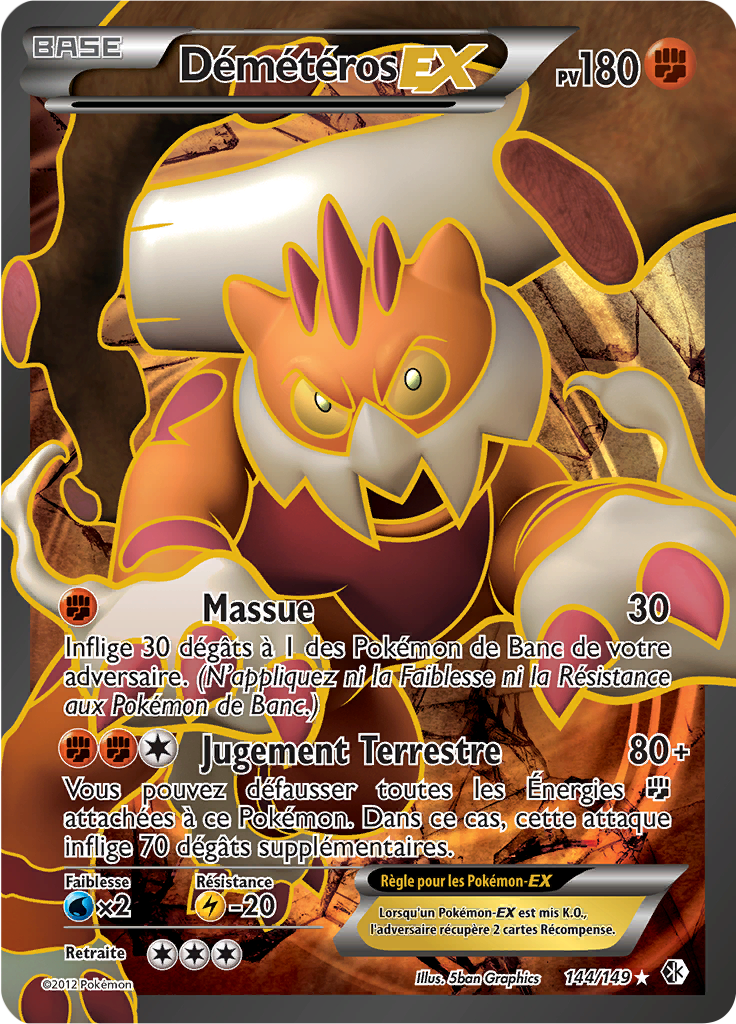 BASE
Démétéros EX
PV180
Massue 30
Inflige 30 dégâts à 1 des Pokémon de Banc de votre
adversaire. (N'appliquez ni la Faiblesse ni la Résistance
aux Pokémon de Banc.)
Jugement Terrestre 80+
Vous pouvez défausser toutes les Énergies
attachées à ce Pokémon. Dans ce cas, cette attaque
inflige 70 dégâts supplémentaires.
Faiblesse Résistance
×2 -20
Règle pour les Pokémon-EX
Lorsqu'un Pokémon-EX est mis K.O.,
l'adversaire récupère 2 cartes Récompense.
Retraite
©2012 Pokémon
Illus. 5ban Graphics
144/149